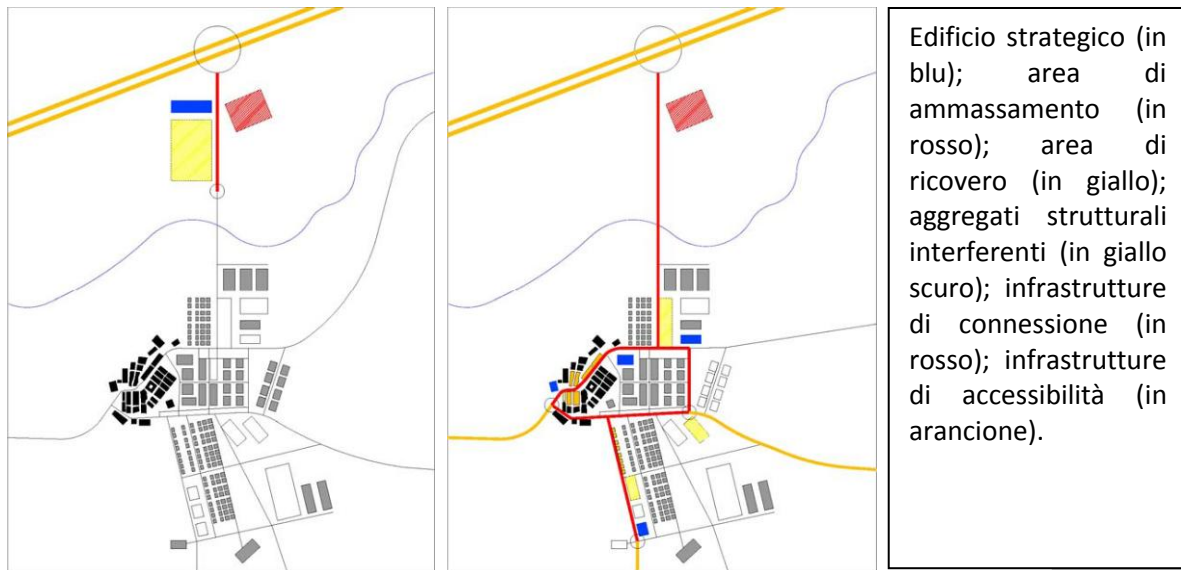 Edificio strategico (in
blu); area di
ammassamento (in
rosso); area di
ricovero (in giallo);
aggregati strutturali
interferenti (in giallo
scuro); infrastrutture
di connessione (in
rosso); infrastrutture
di accessibilità (in
arancione).